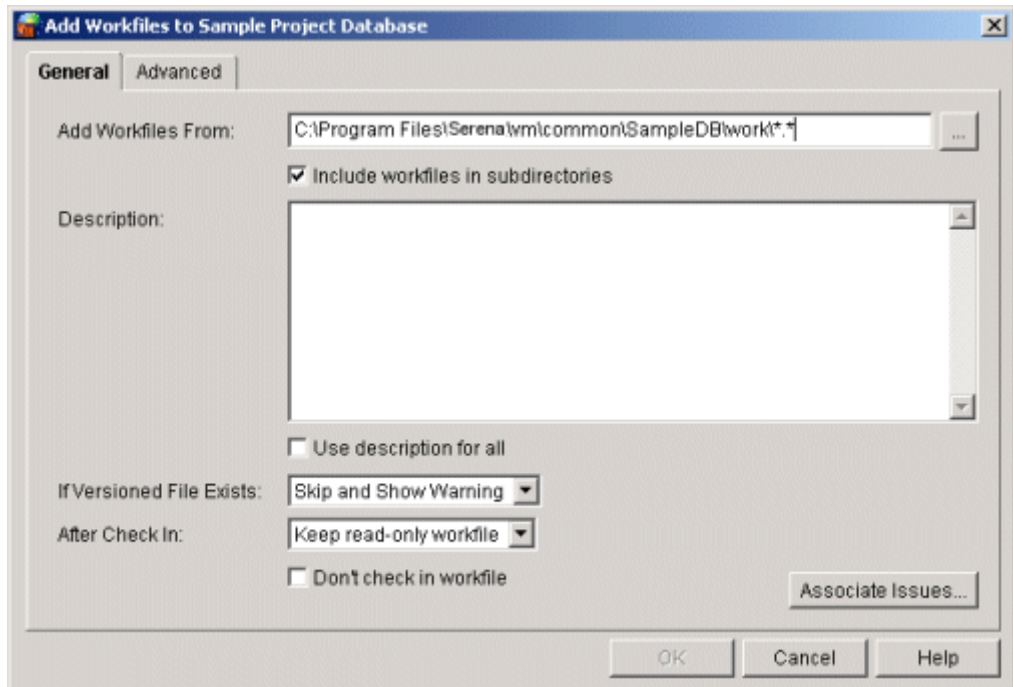 Add Workfiles to Sample Project Database
General Advanced
Add Workfiles From: C:\Program Files\Serena\vm\common\SampleDB\work\*.* ...
Include workfiles in subdirectories
Description:
Use description for all
If Versioned File Exists: Skip and Show Warning
After Check In: Keep read-only workfile
Don't check in workfile
Associate Issues...
OK Cancel Help